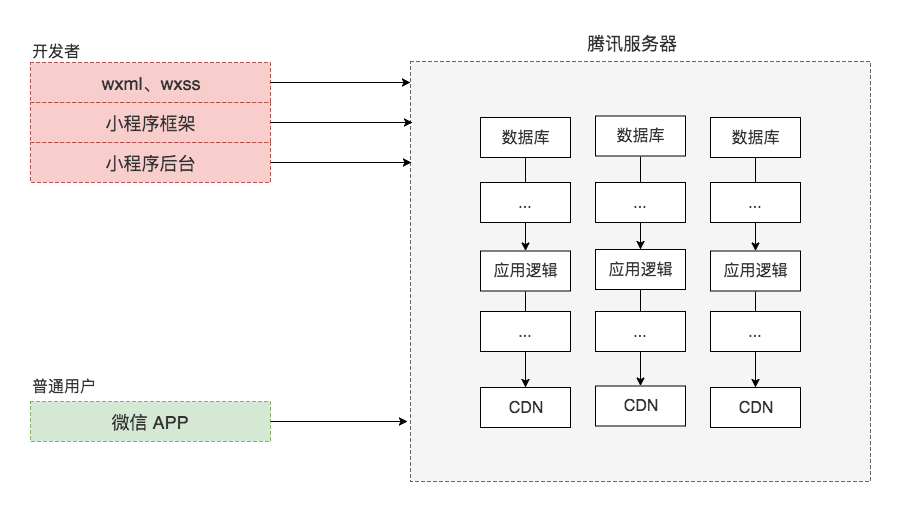 开发者
wxml、wxss
小程序框架
小程序后台
普通用户
微信 APP
腾讯服务器
数据库
数据库
数据库
...
...
...
应用逻辑
应用逻辑
应用逻辑
...
...
...
CDN
CDN
CDN